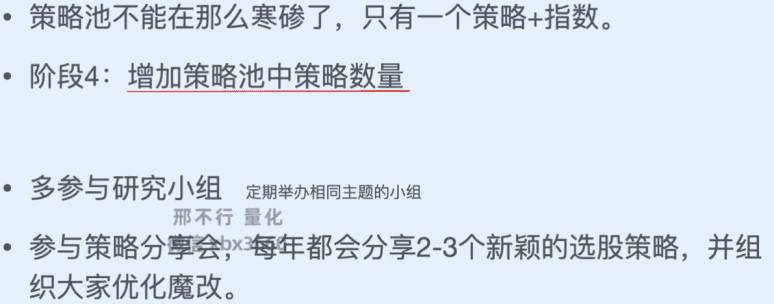 • 策略池不能在那么寒碜了，只有一个策略+指数。
• 阶段4：增加策略池中策略数量
• 多参与研究小组 定期举办相同主题的小组
邢不行 量化
• 参与策略分享会，每年都会分享2-3个新颖的选股策略，并组
织大家优化魔改。